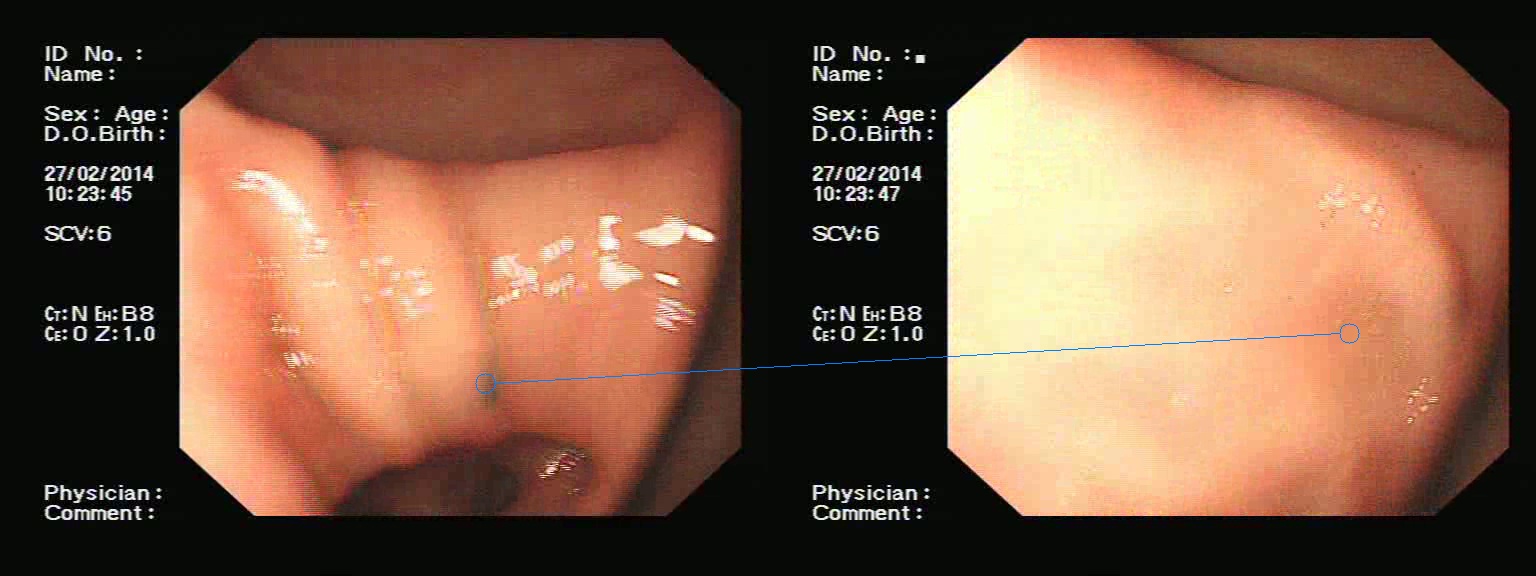 ID No. :
Name:
Sex: Age:
D.O.Birth:
27/02/2014
10:23:45
SCV:6
CT:N EH:B8
CE:0 Z:1.0
Physician:
Comment:
ID No. :
Name:
Sex: Age:
D.O.Birth:
27/02/2014
10:23:47
SCV:6
CT:N EH:B8
CE:0 Z:1.0
Physician:
Comment: